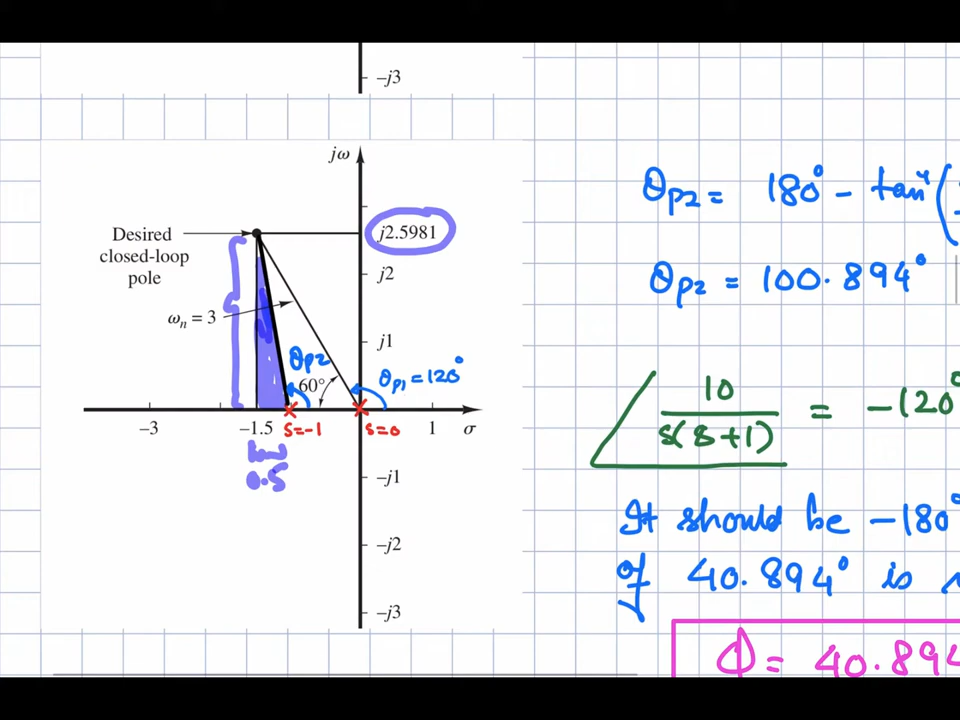 −j3
jω
Desired
closed-loop
pole
j2.5981
j2
ωn = 3
j1
θp2
60°
θp1 = 120°
−3
−1.5
s=-1
s=0
1
σ
0.5
−j1
−j2
−j3
θp2 = 180° - tan⁻¹(
θp2 = 100.894°
10
s(s+1)
= -120°
It should be -180°
of 40.894° is
ϕ = 40.894